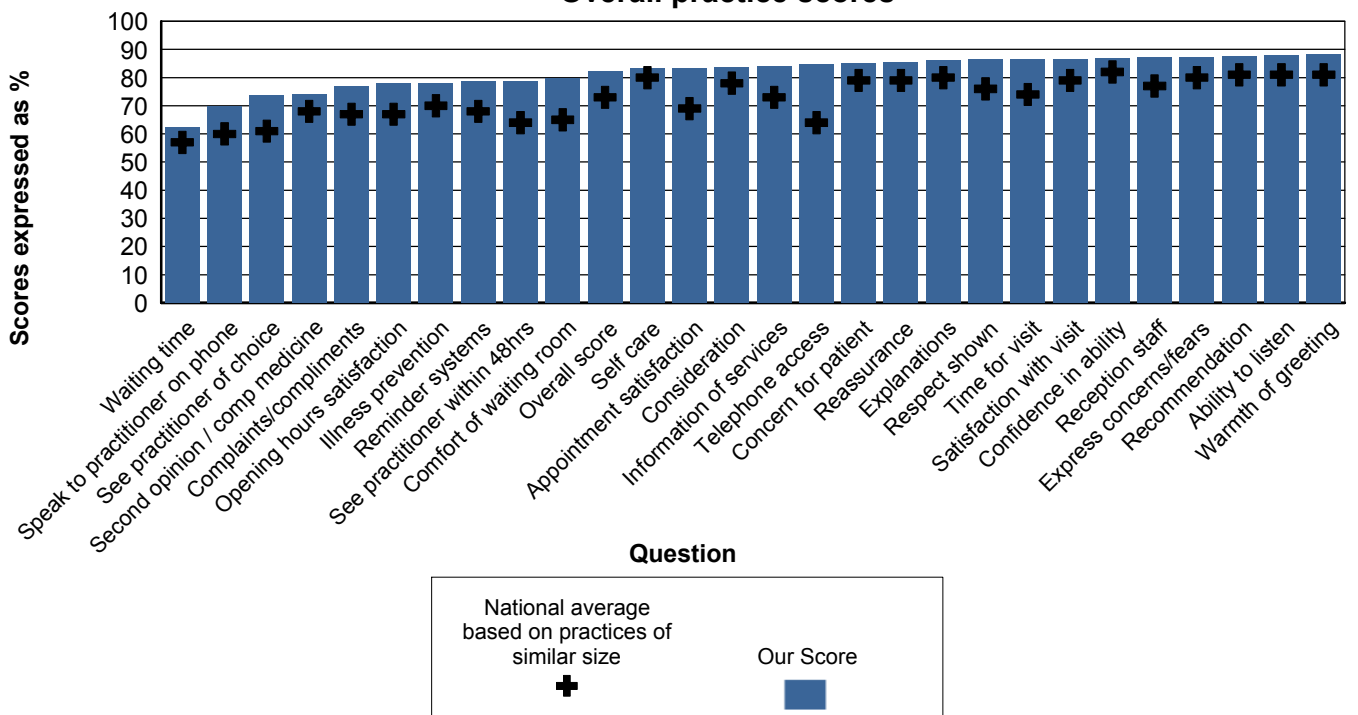 Overall practice scores
Scores expressed as %
100
90
80
70
60
50
40
30
20
10
0
Waiting time
Speak to practitioner on phone
See practitioner of choice
Second opinion / comp medicine
Complaints/compliments
Opening hours satisfaction
Illness prevention
Reminder systems
See practitioner within 48hrs
Comfort of waiting room
Overall score
Self care
Appointment satisfaction
Consideration
Information of services
Telephone access
Concern for patient
Reassurance
Explanations
Respect shown
Time for visit
Satisfaction with visit
Confidence in ability
Reception staff
Express concerns/fears
Recommendation
Ability to listen
Warmth of greeting
Question
National average
based on practices of
similar size
Our Score